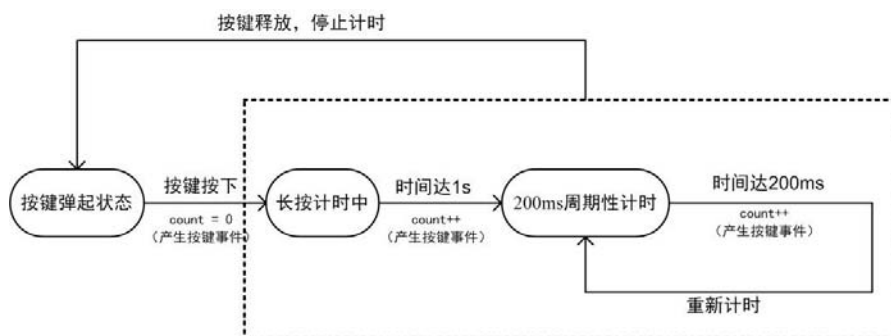 按键释放，停止计时
按键弹起状态
按键按下
count = 0
（产生按键事件）
长按计时中
时间达1s
count++
（产生按键事件）
200ms周期性计时
时间达200ms
count++
（产生按键事件）
重新计时